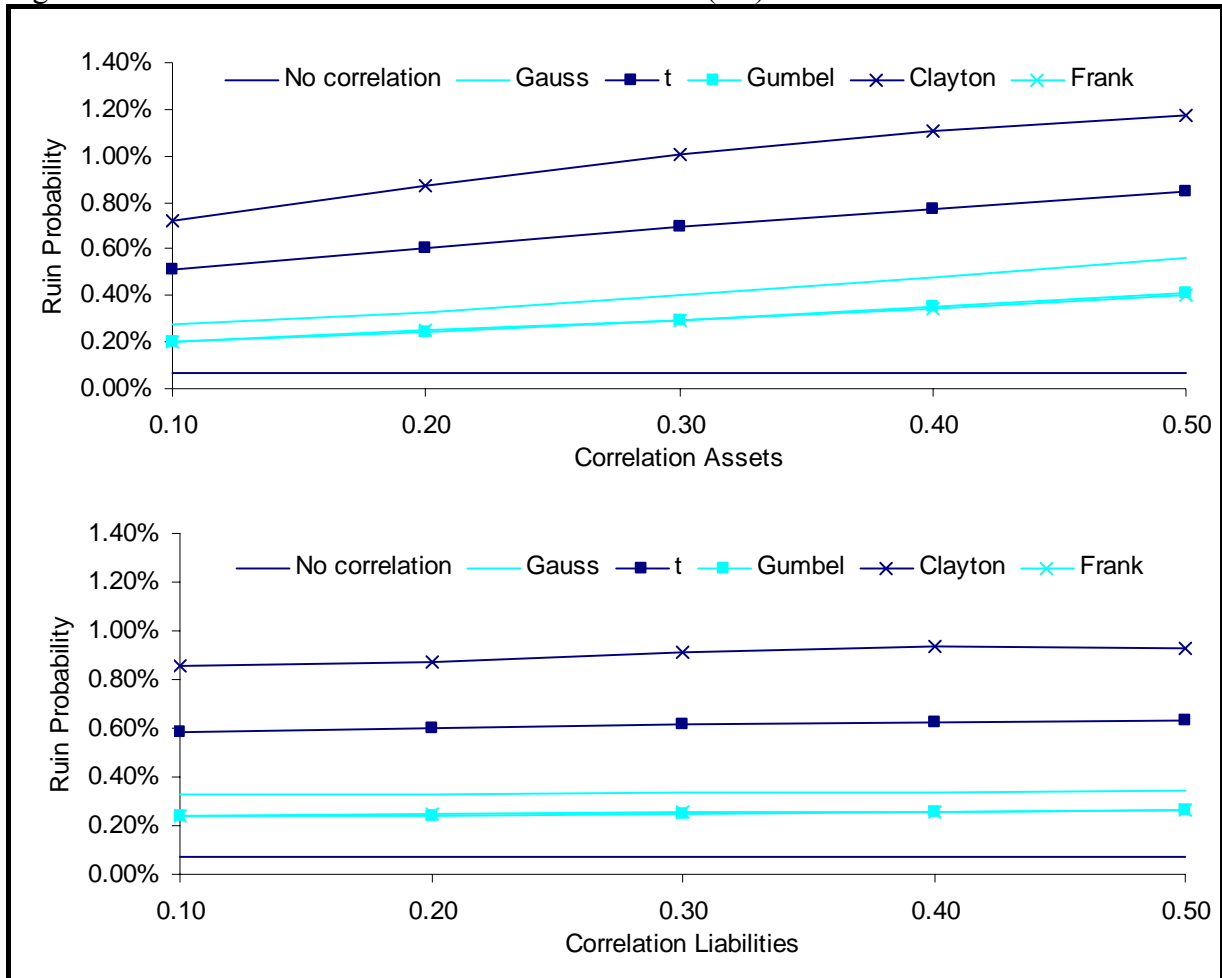 1.40%
No correlation Gauss t Gumbel Clayton Frank
1.20%
1.00%
0.80%
0.60%
0.40%
0.20%
0.00%
Ruin Probability
0.10 0.20 0.30 0.40 0.50
Correlation Assets
1.40%
No correlation Gauss t Gumbel Clayton Frank
1.20%
1.00%
0.80%
0.60%
0.40%
0.20%
0.00%
Ruin Probability
0.10 0.20 0.30 0.40 0.50
Correlation Liabilities